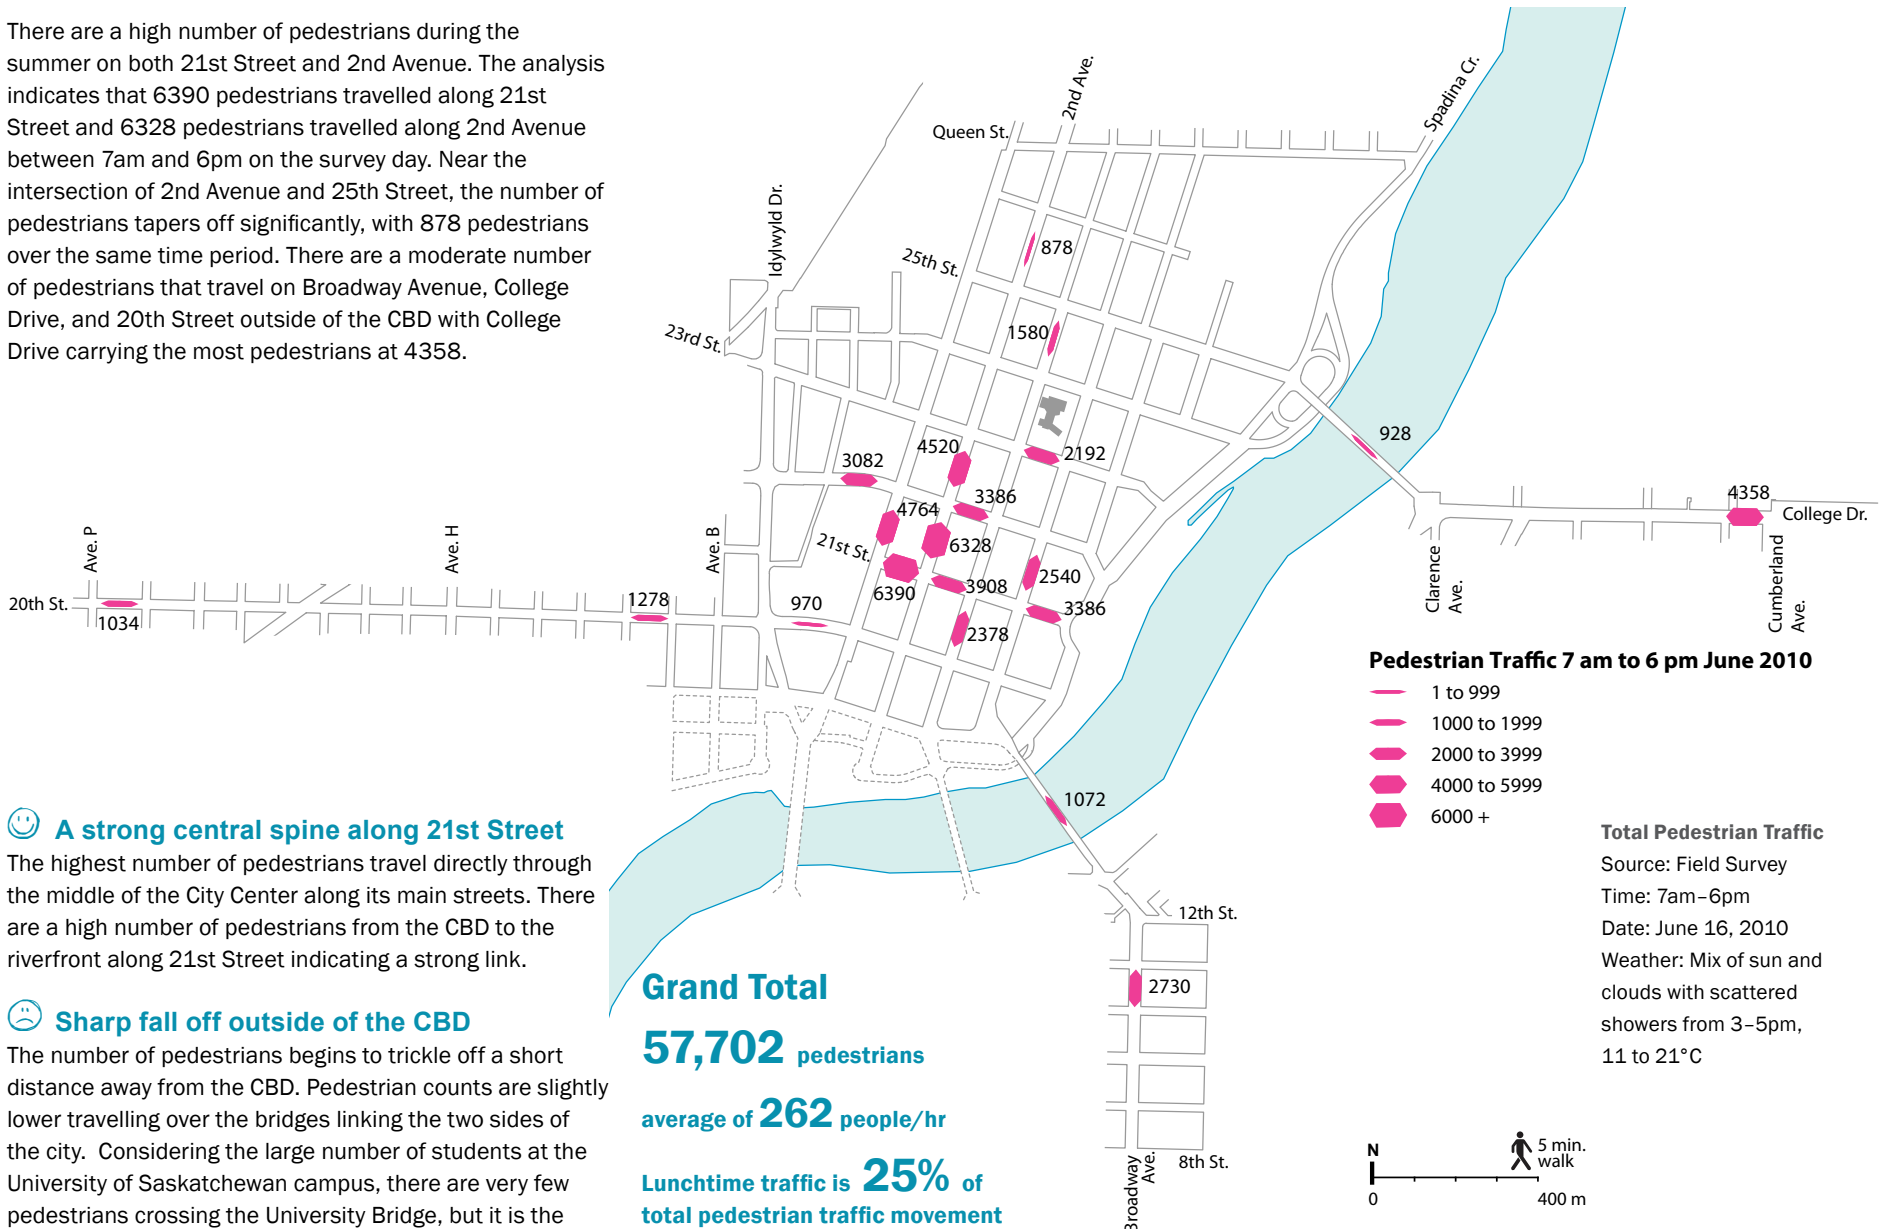 There are a high number of pedestrians during the
summer on both 21st Street and 2nd Avenue. The analysis
indicates that 6390 pedestrians travelled along 21st
Street and 6328 pedestrians travelled along 2nd Avenue
between 7am and 6pm on the survey day. Near the
intersection of 2nd Avenue and 25th Street, the number of
pedestrians tapers off significantly, with 878 pedestrians
over the same time period. There are a moderate number
of pedestrians that travel on Broadway Avenue, College
Drive, and 20th Street outside of the CBD with College
Drive carrying the most pedestrians at 4358.
A strong central spine along 21st Street
The highest number of pedestrians travel directly through
the middle of the City Center along its main streets. There
are a high number of pedestrians from the CBD to the
riverfront along 21st Street indicating a strong link.
Sharp fall off outside of the CBD
The number of pedestrians begins to trickle off a short
distance away from the CBD. Pedestrian counts are slightly
lower travelling over the bridges linking the two sides of
the city.  Considering the large number of students at the
University of Saskatchewan campus, there are very few
pedestrians crossing the University Bridge, but it is the
2nd Ave.
Spadina Cr.
Queen St.
Idylwyld Dr.
878
25th St.
1580
23rd St.
928
4520
2192
3082
3386
4358
4764
College Dr.
Ave. P
Ave. H
Ave. B
21st St.
6328
Clarence
Ave.
Cumberland
Ave.
2540
3908
6390
20th St.
1034
1278
970
3386
2378
1072
12th St.
2730
Broadway
Ave.
8th St.
Pedestrian Traffic 7 am to 6 pm June 2010
1 to 999
1000 to 1999
2000 to 3999
4000 to 5999
6000 +
Total Pedestrian Traffic
Source: Field Survey
Time: 7am–6pm
Date: June 16, 2010
Weather: Mix of sun and
clouds with scattered
showers from 3–5pm,
11 to 21°C
Grand Total
57,702 pedestrians
average of 262 people/hr
Lunchtime traffic is 25% of
total pedestrian traffic movement
N
5 min.
walk
0
400 m